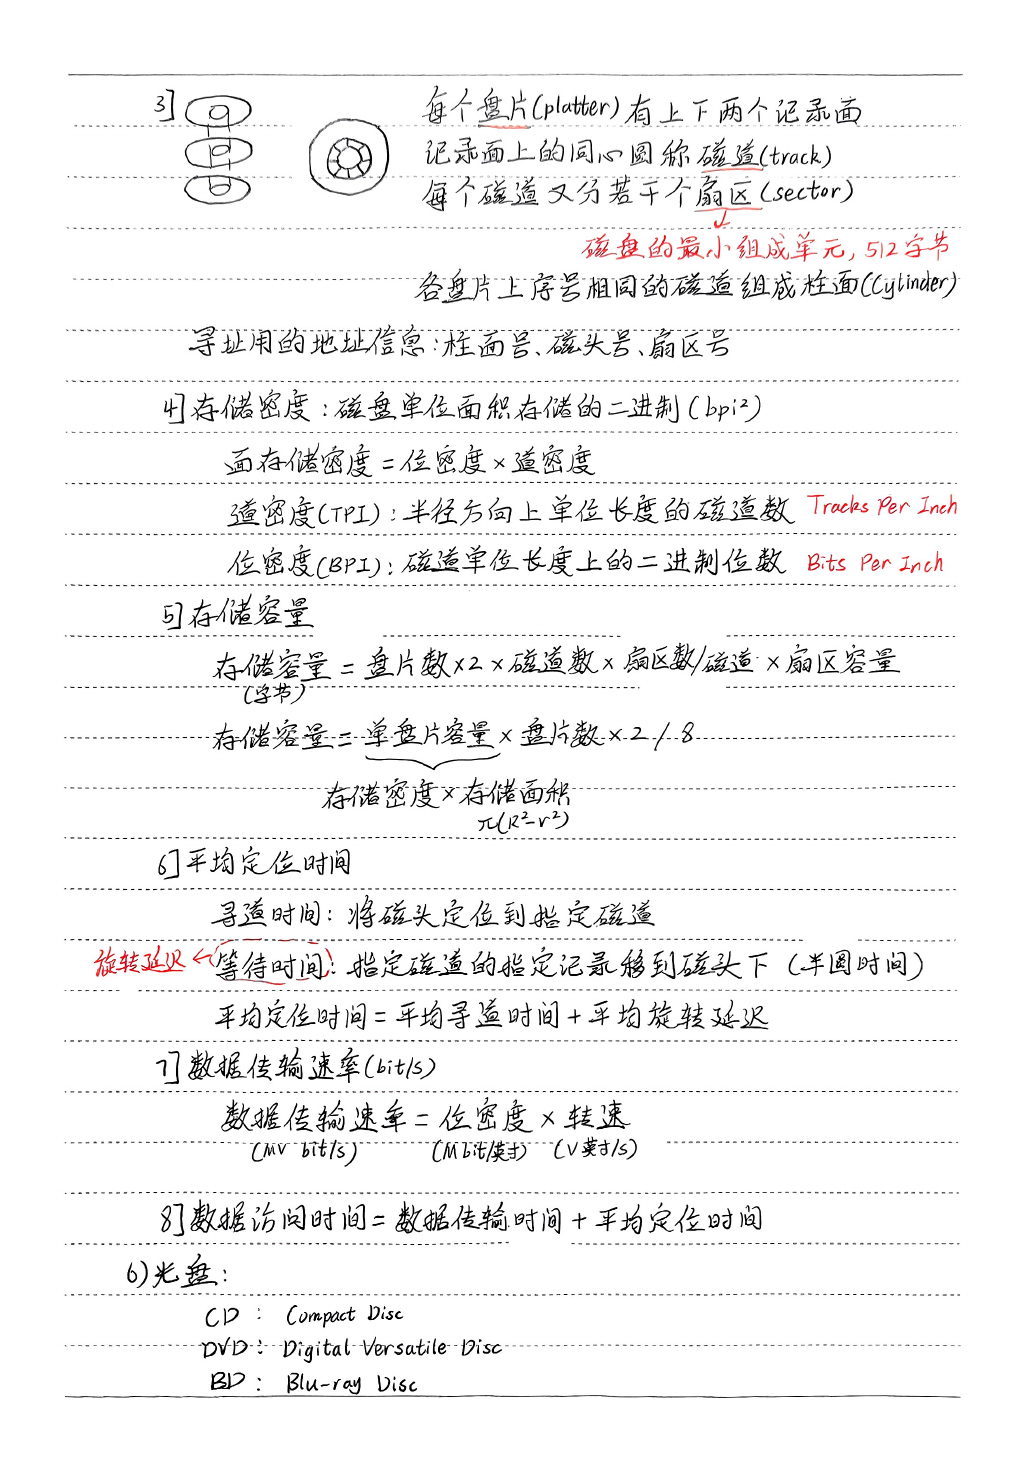 3] 每个盘片(platter)有上下两个记录面
记录面上的同心圆称磁道(track)
每个磁道又分若干个扇区(sector)
磁盘的最小组成单元, 512字节
各盘片上序号相同的磁道组成柱面(Cylinder)
寻址用的地址信息:柱面号、磁头号、扇区号
4]存储密度:磁盘单位面积存储的二进制(bpi²)
面存储密度=位密度×道密度
道密度(TPI):半径方向上单位长度的磁道数 Tracks Per Inch
位密度(BPI):磁道单位长度上的二进制位数 Bits Per Inch
5]存储容量
存储容量=盘片数×2×磁道数×扇区数/磁道×扇区容量
(字节)
存储容量=单盘片容量×盘片数×2/8
存储密度×存储面积
π(R²-r²)
6]平均定位时间
寻道时间:将磁头定位到指定磁道
旋转延迟←(等待时间):指定磁道的指定记录移到磁头下(半圆时间)
平均定位时间=平均寻道时间+平均旋转延迟
7]数据传输速率(bit/s)
数据传输速率=位密度×转速
(MV bit/s) (M bit/英寸) (V英寸/s)
8]数据访问时间=数据传输时间+平均定位时间
6)光盘:
CD: Compact Disc
DVD: Digital Versatile Disc
BD: Blu-ray Disc